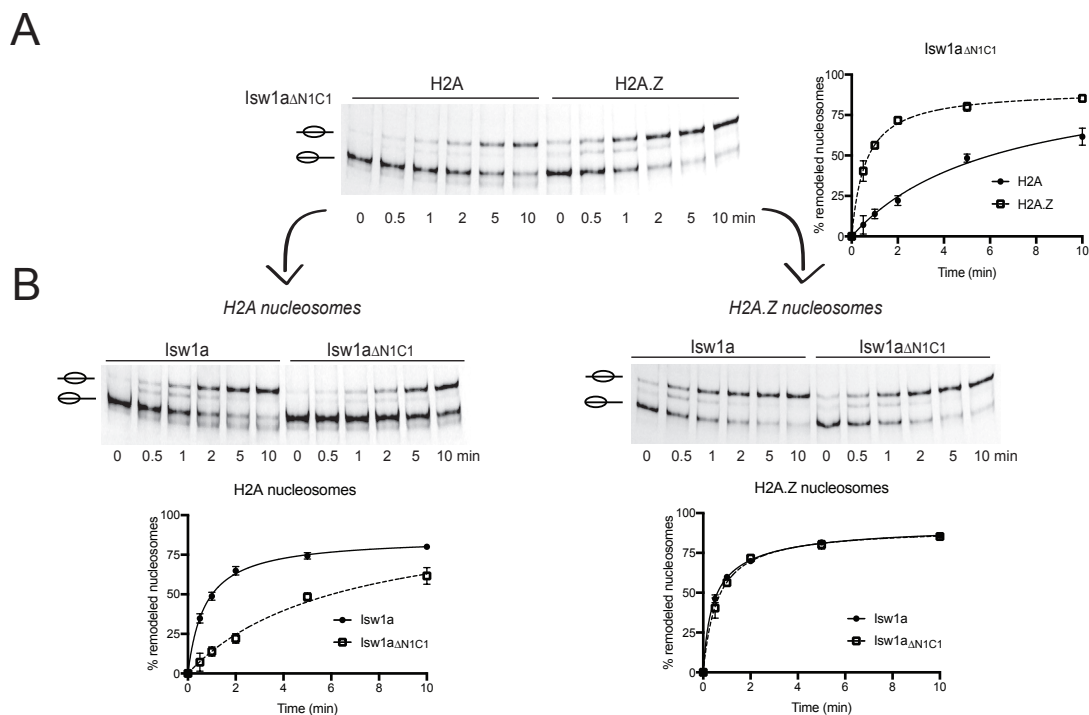 A
Isw1aΔN1C1
H2A
H2A.Z
0 0.5 1 2 5 10 0 0.5 1 2 5 10 min
Isw1aΔN1C1
% remodeled nucleosomes
100
75
50
25
0
H2A
H2A.Z
0 2 4 6 8 10
Time (min)
B
H2A nucleosomes
Isw1a
Isw1aΔN1C1
0 0.5 1 2 5 10 0 0.5 1 2 5 10 min
H2A nucleosomes
% remodeled nucleosomes
100
75
50
25
0
Isw1a
Isw1aΔN1C1
0 2 4 6 8 10
Time (min)
H2A.Z nucleosomes
Isw1a
Isw1aΔN1C1
0 0.5 1 2 5 10 0 0.5 1 2 5 10 min
H2A.Z nucleosomes
% remodeled nucleosomes
100
75
50
25
0
Isw1a
Isw1aΔN1C1
0 2 4 6 8 10
Time (min)